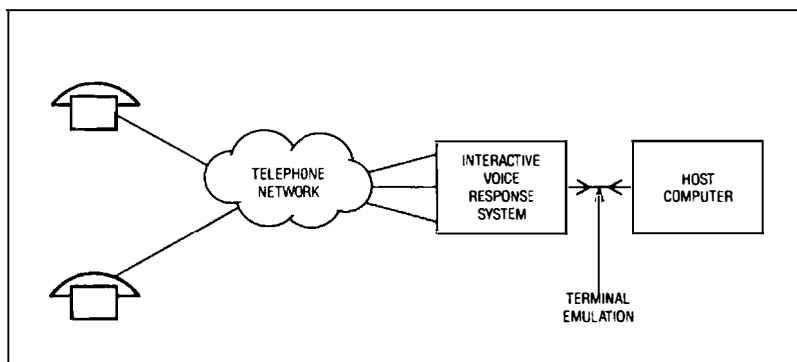 TELEPHONE
NETWORK
INTERACTIVE
VOICE
RESPONSE
SYSTEM
HOST
COMPUTER
TERMINAL
EMULATION